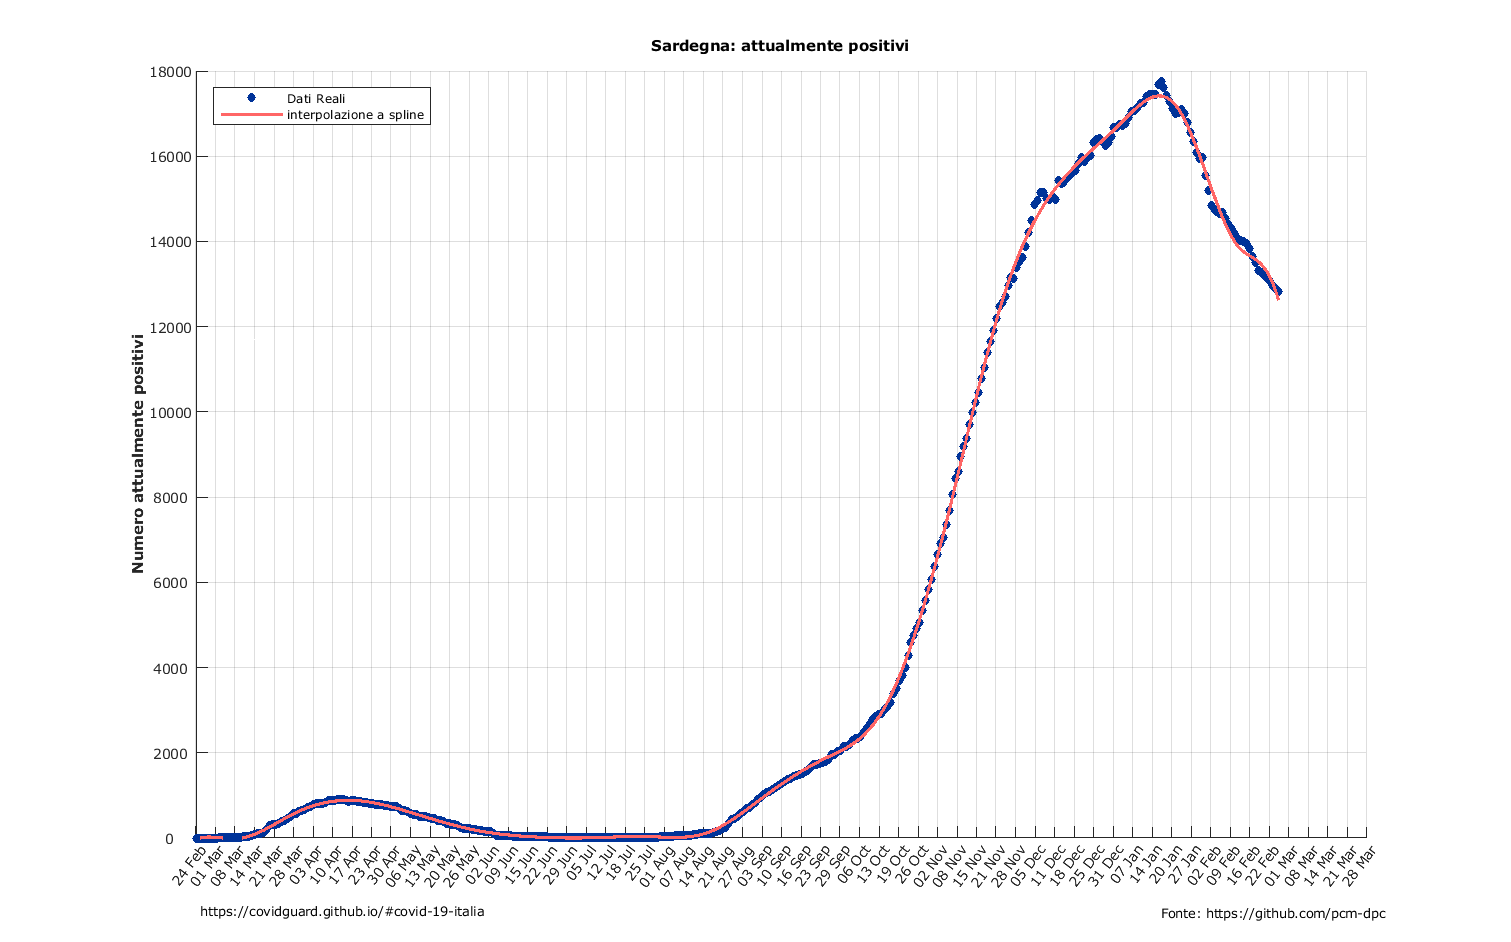 Sardegna: attualmente positivi
Dati Reali
interpolazione a spline
Numero attualmente positivi
18000
16000
14000
12000
10000
8000
6000
4000
2000
0
24 Feb
01 Mar
08 Mar
14 Mar
21 Mar
28 Mar
03 Apr
10 Apr
17 Apr
23 Apr
30 Apr
06 May
13 May
20 May
26 May
02 Jun
09 Jun
15 Jun
22 Jun
29 Jun
05 Jul
12 Jul
18 Jul
25 Jul
01 Aug
07 Aug
14 Aug
21 Aug
27 Aug
03 Sep
10 Sep
16 Sep
23 Sep
29 Sep
06 Oct
13 Oct
19 Oct
26 Oct
02 Nov
08 Nov
15 Nov
21 Nov
28 Nov
05 Dec
11 Dec
18 Dec
25 Dec
31 Dec
07 Jan
14 Jan
20 Jan
27 Jan
02 Feb
09 Feb
16 Feb
22 Feb
01 Mar
08 Mar
14 Mar
21 Mar
28 Mar
https://covidguard.github.io/#covid-19-italia
Fonte: https://github.com/pcm-dpc